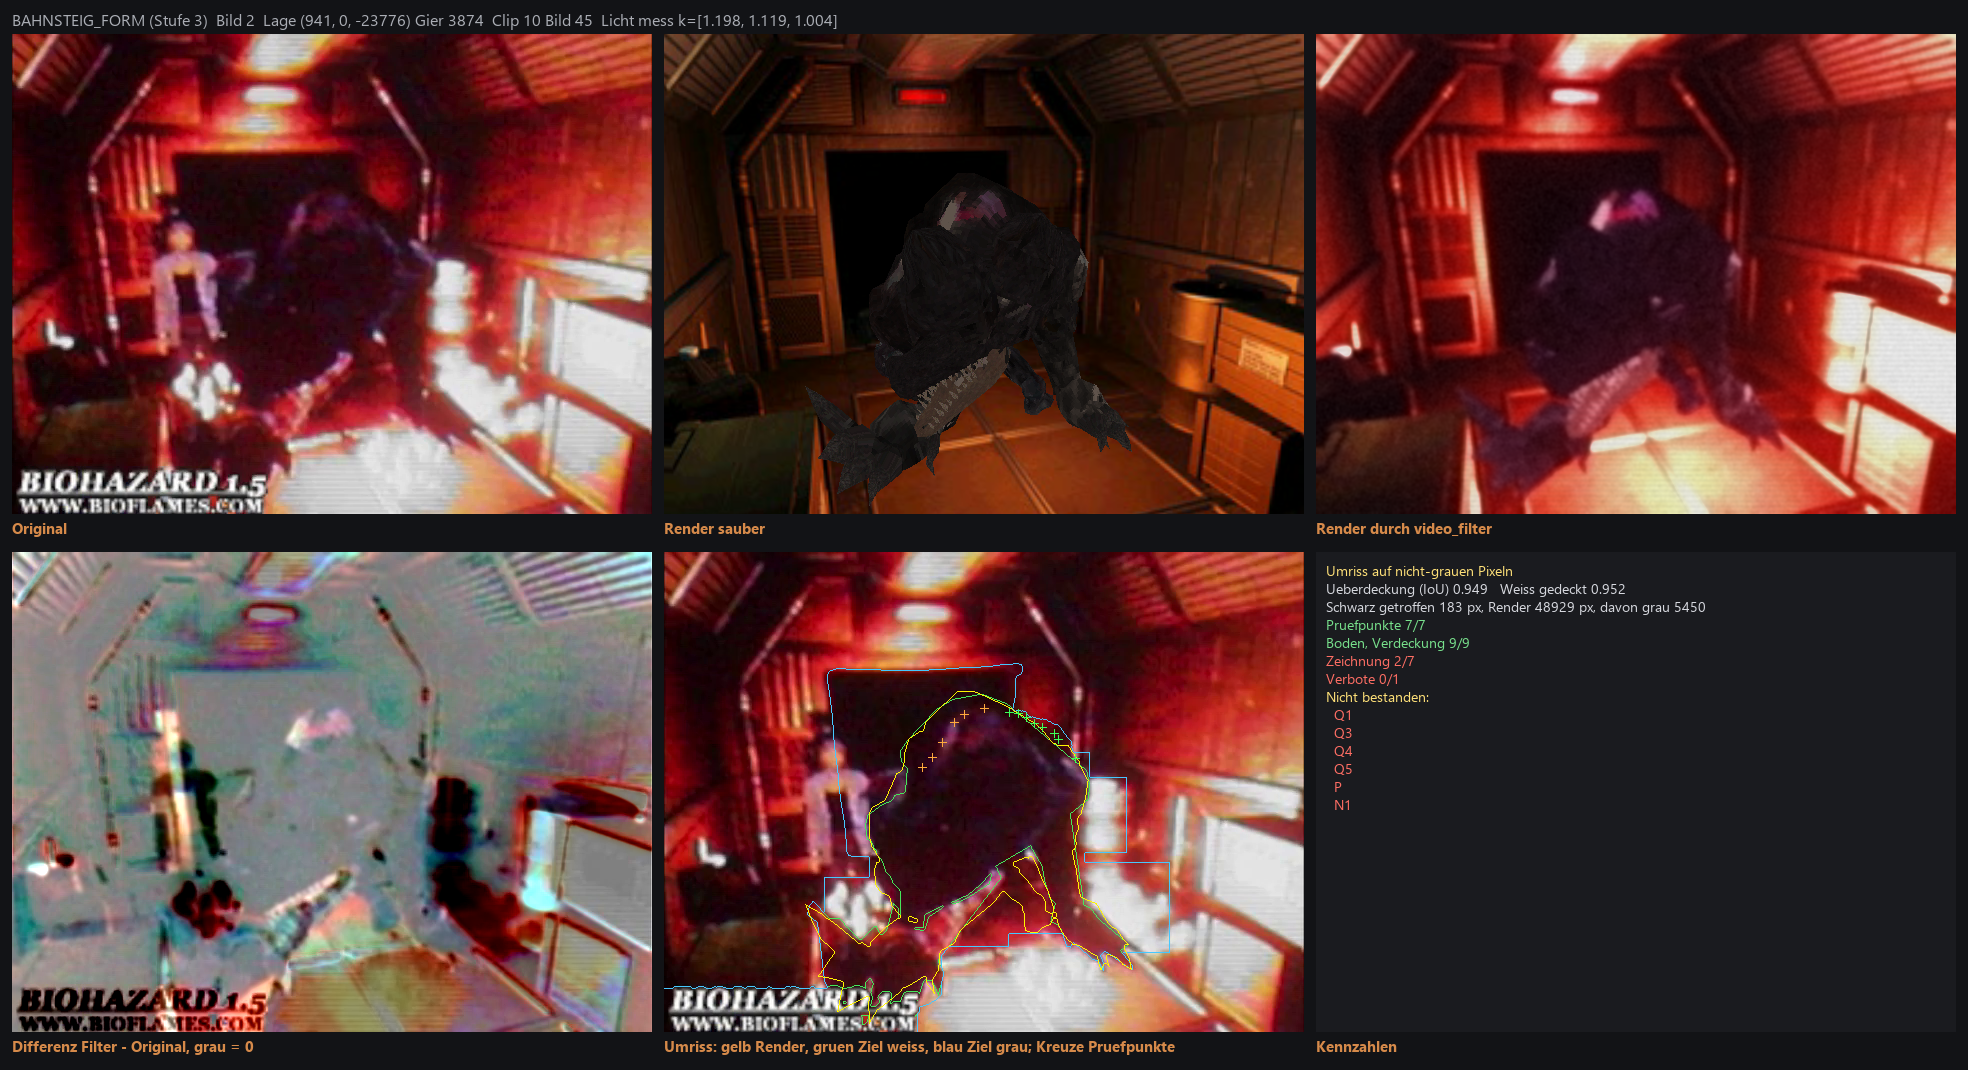 BAHNSTEIG_FORM (Stufe 3)  Bild 2  Lage (941, 0, -23776) Gier 3874  Clip 10 Bild 45  Licht mess k=[1.198, 1.119, 1.004]
BIOHAZARD 1.5
WWW.BIOFLAMES.COM
Original
Render sauber
Render durch video_filter
BIOHAZARD 1.5
WWW.BIOFLAMES.COM
Differenz Filter - Original, grau = 0
BIOHAZARD 1.5
WWW.BIOFLAMES.COM
Umriss: gelb Render, gruen Ziel weiss, blau Ziel grau; Kreuze Pruefpunkte
Umriss auf nicht-grauen Pixeln
Ueberdeckung (IoU) 0.949   Weiss gedeckt 0.952
Schwarz getroffen 183 px, Render 48929 px, davon grau 5450
Pruefpunkte 7/7
Boden, Verdeckung 9/9
Zeichnung 2/7
Verbote 0/1
Nicht bestanden:
Q1
Q3
Q4
Q5
P
N1
Kennzahlen